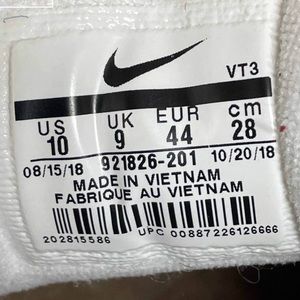 VT3
US UK EUR cm
10 9 44 28
08/15/18 921826-201 10/20/18
MADE IN VIETNAM
FABRIQUE AU VIETNAM
202815586 UPC 00887226126666